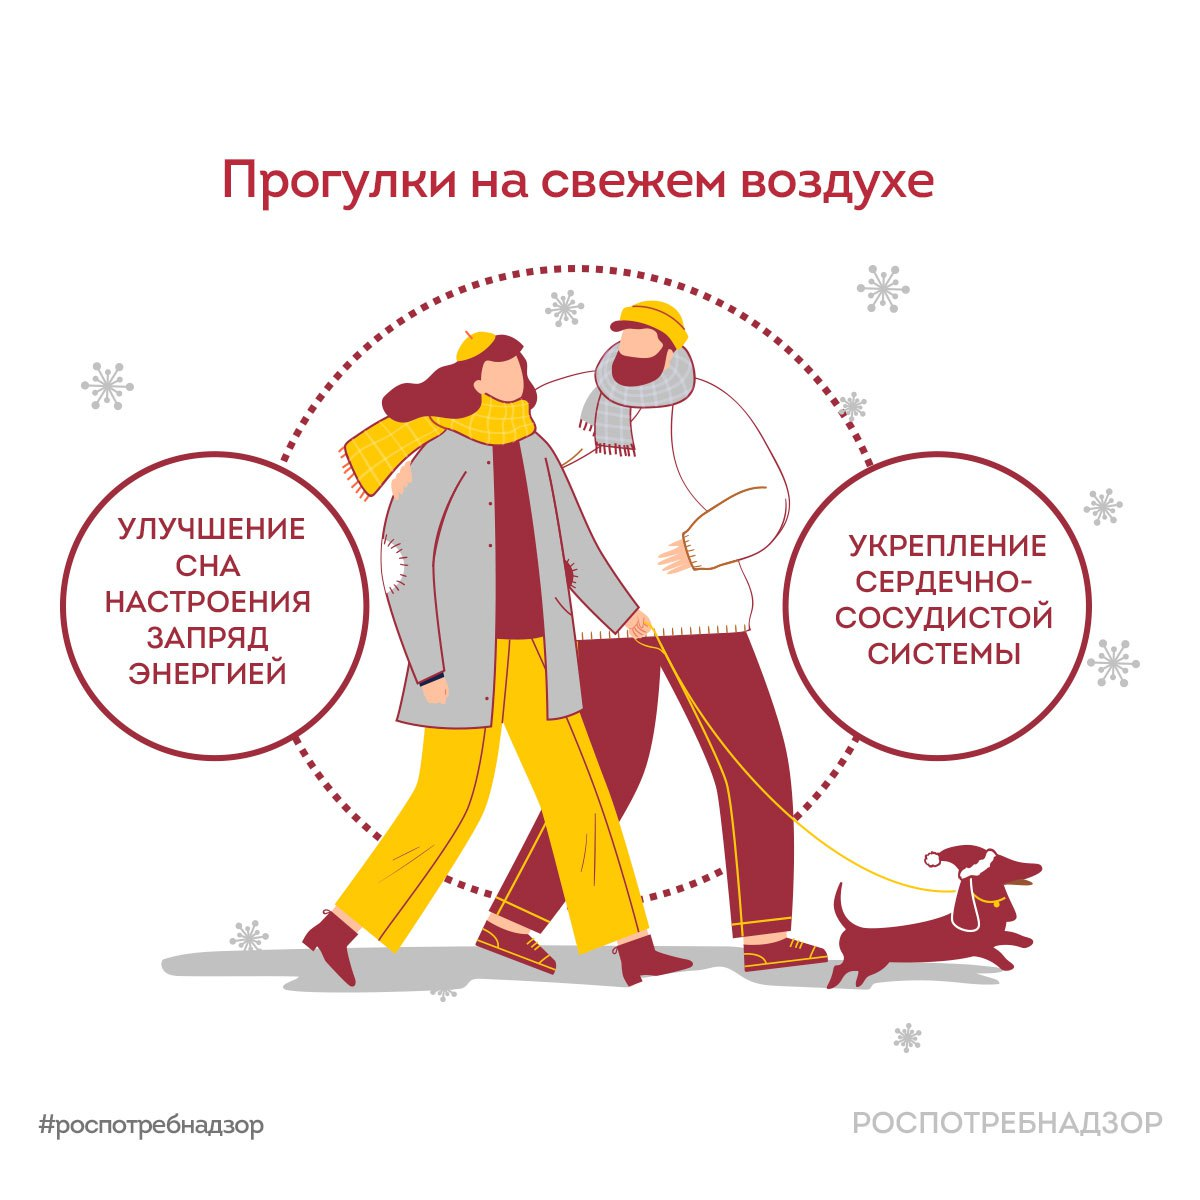 Прогулки на свежем воздухе
УЛУЧШЕНИЕ
СНА
НАСТРОЕНИЯ
ЗАПРЯД
ЭНЕРГИЕЙ
УКРЕПЛЕНИЕ
СЕРДЕЧНО-
СОСУДИСТОЙ
СИСТЕМЫ
#роспотребнадзор
РОСПОТРЕБНАДЗОР